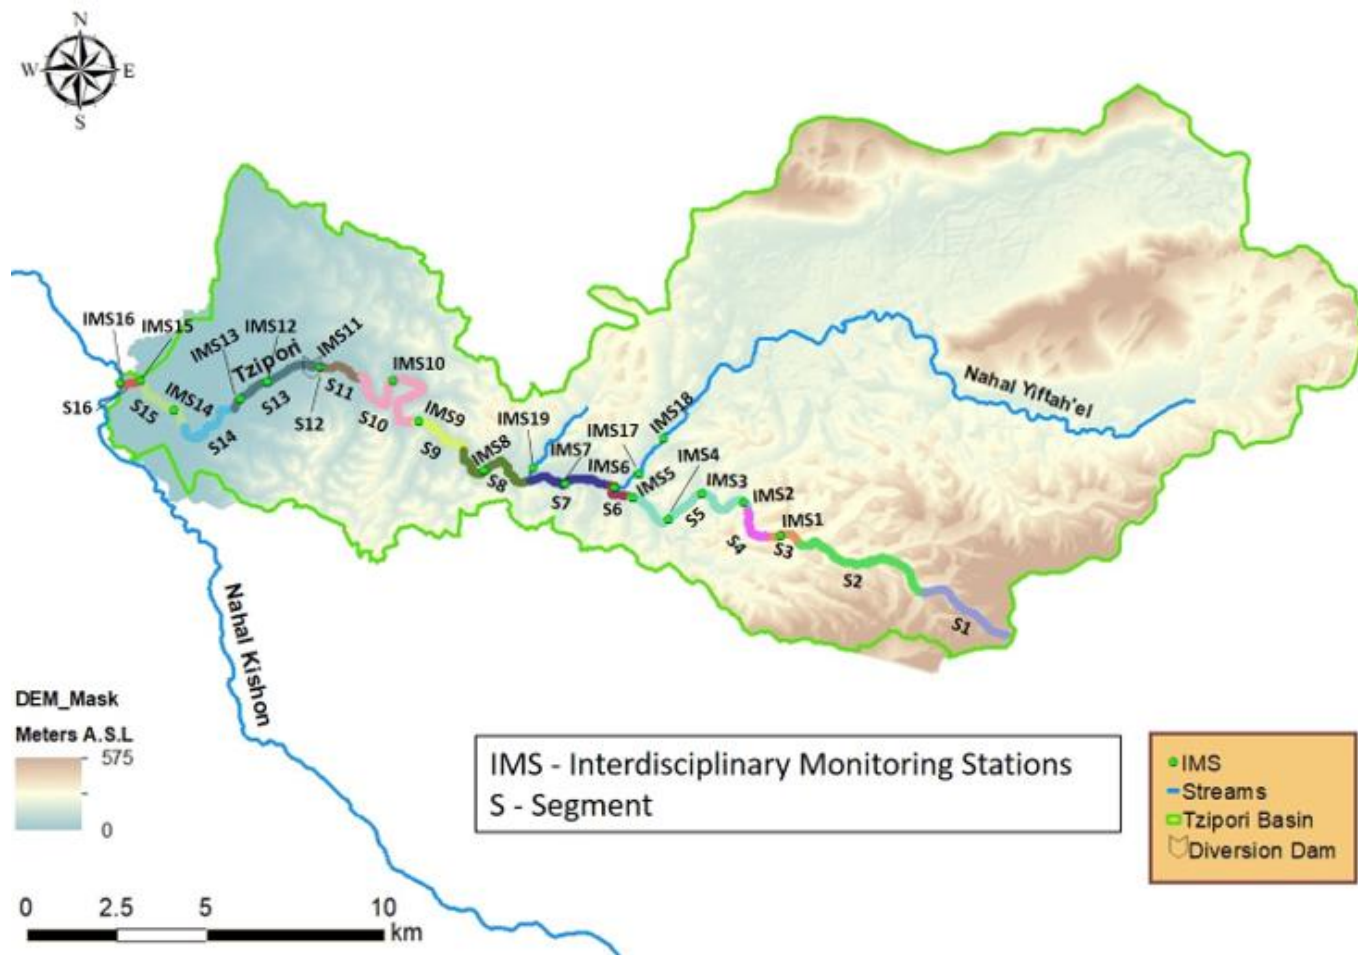 N
W E
S
IMS16
IMS15
IMS13
IMS12
IMS11
Tzipori
IMS10
IMS14
S16
S15
S14
S13
S12
S11
S10
IMS9
S9
IMS8
S8
IMS19
IMS7
S7
IMS17
IMS18
IMS6
S6
IMS5
IMS4
S5
IMS3
IMS2
S4
IMS1
S3
S2
S1
Nahal Yiftah'el
Nahal Kishon
DEM_Mask
Meters A.S.L
575
0
0 2.5 5 10
km
IMS - Interdisciplinary Monitoring Stations
S - Segment
IMS
Streams
Tzipori Basin
Diversion Dam